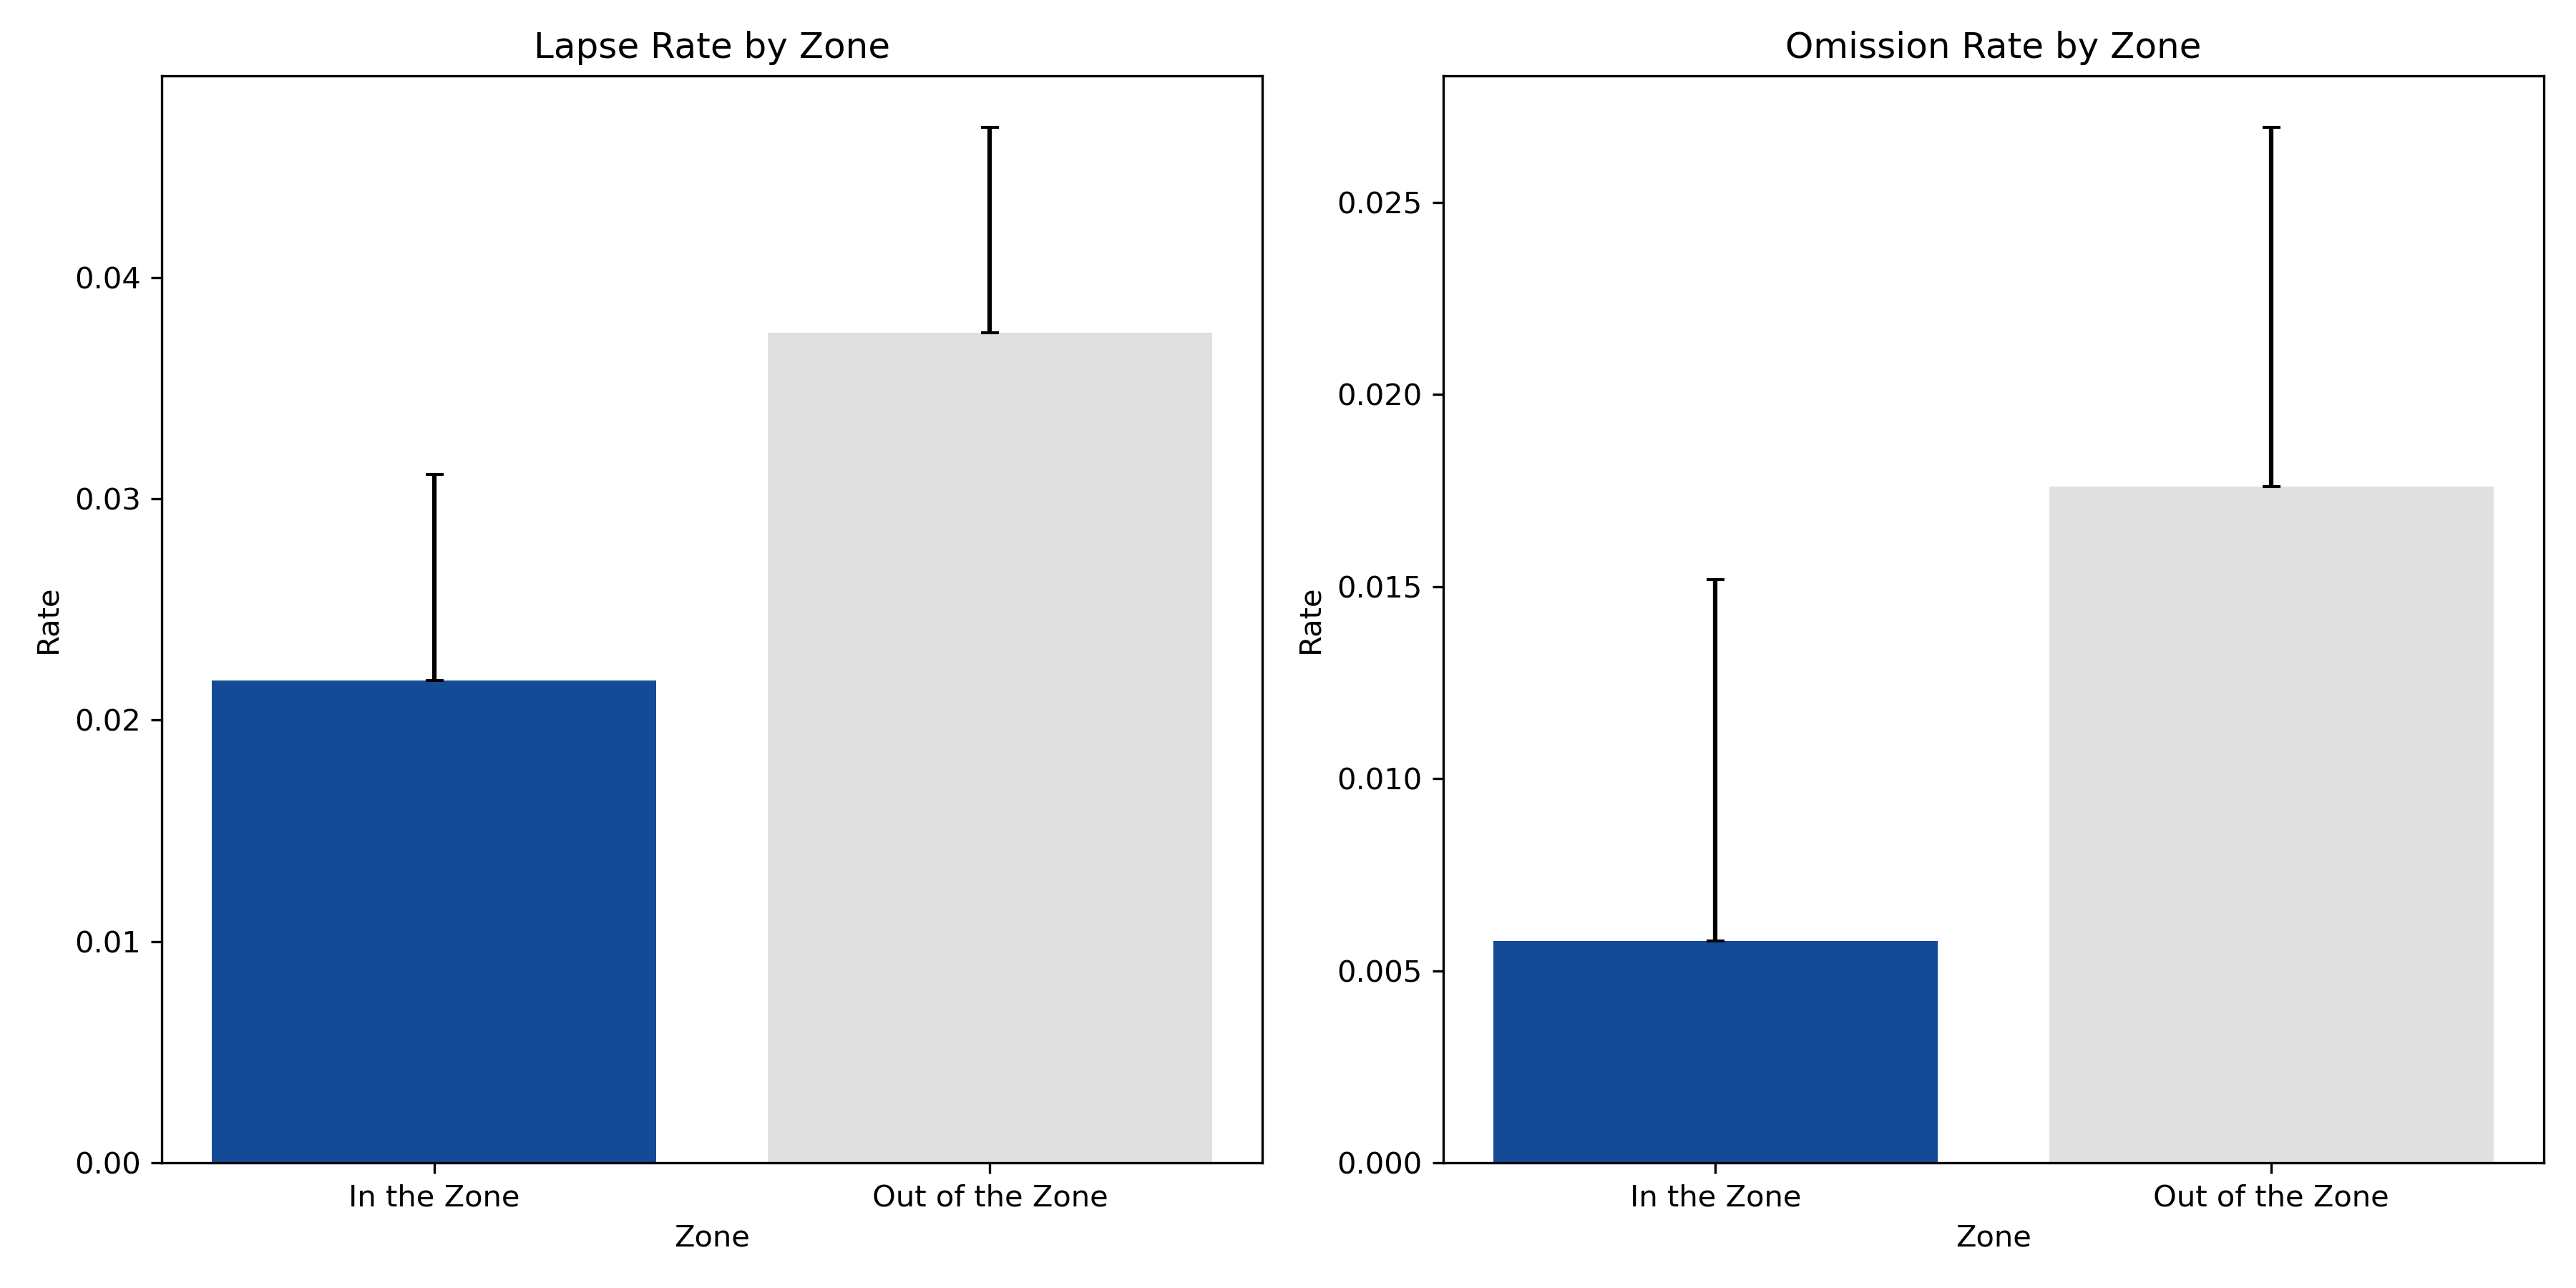 Lapse Rate by Zone
Rate
0.04
0.03
0.02
0.01
0.00
In the Zone
Out of the Zone
Zone
Omission Rate by Zone
Rate
0.025
0.020
0.015
0.010
0.005
0.000
In the Zone
Out of the Zone
Zone